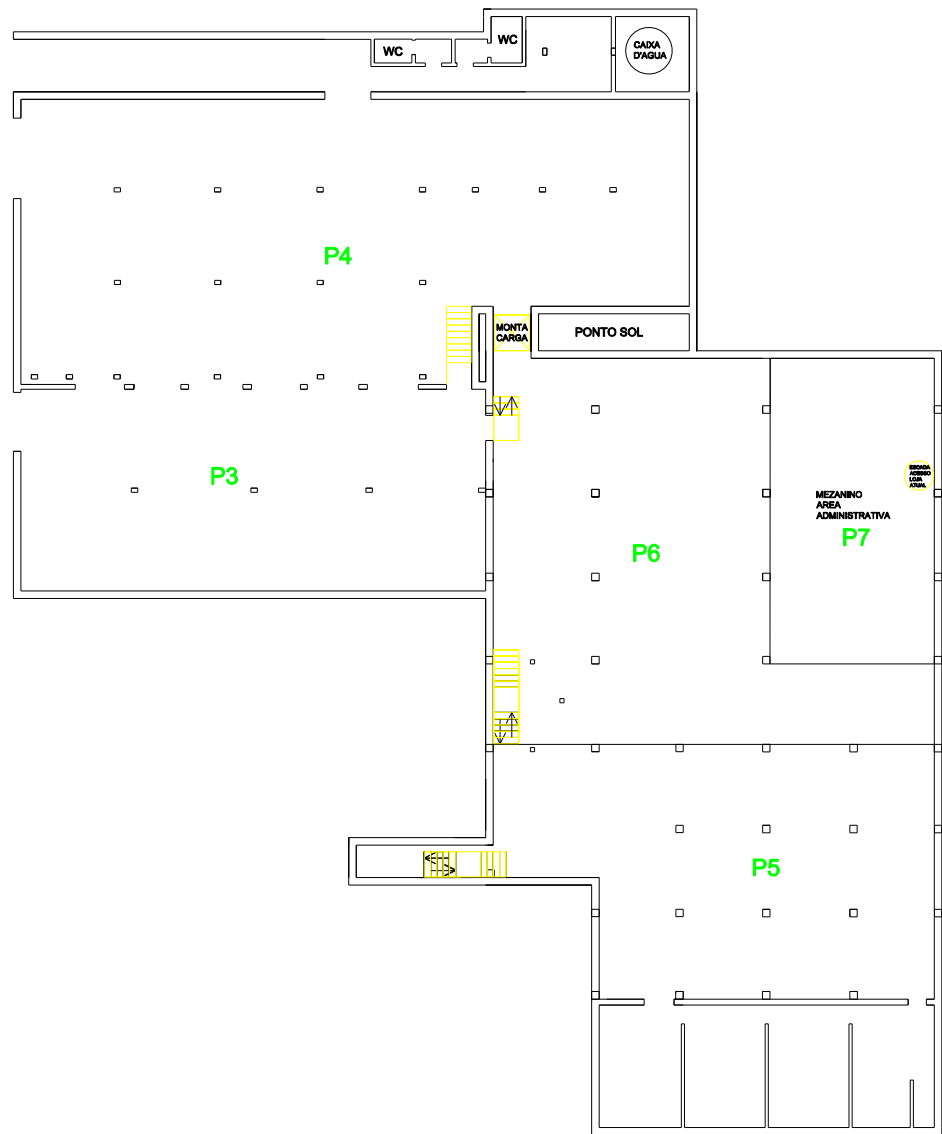 WC
WC
CAIXA
D'AGUA
P4
MONTA
CARGA
PONTO SOL
P3
ESCADA
ACESSO
LOJA
ATUAL
MEZANINO
AREA
ADMINISTRATIVA
P7
P6
P5